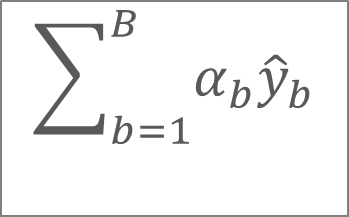 ∑_{b=1}^{B} α_b ŷ_b